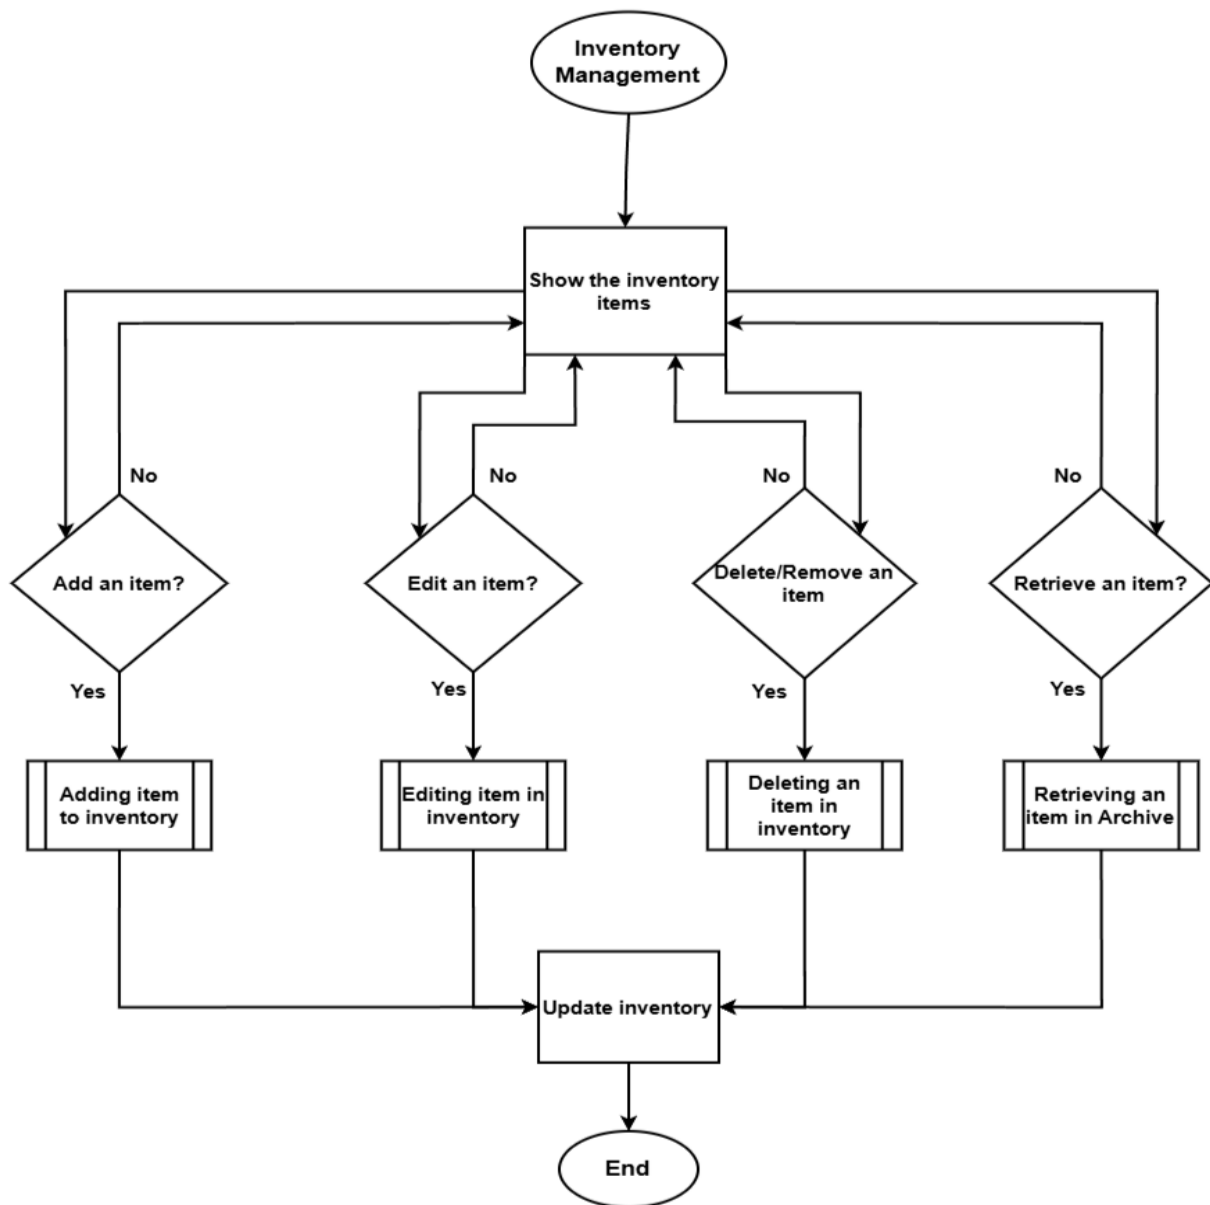 Inventory
Management
Show the inventory
items
No
No
No
No
Add an item?
Edit an item?
Delete/Remove an
item
Retrieve an item?
Yes
Yes
Yes
Yes
Adding item
to inventory
Editing item in
inventory
Deleting an
item in
inventory
Retrieving an
item in Archive
Update inventory
End